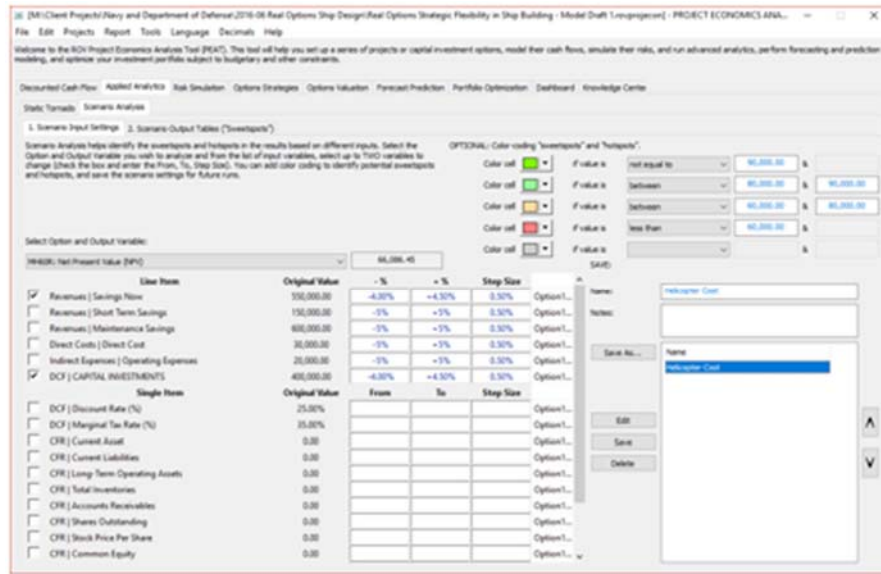 [M:\Client Projects\Navy and Department of Defense\2016-06 Real Options Ship Design\Real Options Strategic Flexibility in Ship Building - Model Draft 1.rovprojecon] - PROJECT ECONOMICS ANA...
File Edit Projects Report Tools Language Decimals Help
Welcome to the ROV Project Economics Analysis Tool (PEAT). This tool will help you set up a series of projects or capital investment options, model their cash flows, simulate their risks, and run advanced analytics, perform forecasting and prediction
modeling, and optimize your investment portfolio subject to budgetary and other constraints.
Discounted Cash Flow Applied Analytics Risk Simulation Options Strategies Options Valuation Forecast Prediction Portfolio Optimization Dashboard Knowledge Center
Static Tornado Scenario Analysis
1. Scenario Input Settings 2. Scenario Output Tables ("Sweetspots")
Scenario Analysis helps identify the sweetspots and hotspots in the results based on different inputs. Select the
Option and Output Variable you wish to analyze and from the list of input variables, select up to TWO variables to
change (check the box and enter the From, To, Step Size). You can add color coding to identify potential sweetspots
and hotspots, and save the scenario settings for future runs.
OPTIONAL: Color-coding "sweetspots" and "hotspots".
Color cell if value is not equal to 90,000.00 &
Color cell if value is between 80,000.00 & 90,000.00
Color cell if value is between 60,000.00 & 80,000.00
Color cell if value is less than 60,000.00 &
Color cell if value is &
Select Option and Output Variable:
MH60R: Net Present Value (NPV) 66,086.45
Line Item Original Value - % + % Step Size
Revenues | Savings Now 550,000.00 -4.00% +4.50% 0.50% Option1...
Revenues | Short Term Savings 150,000.00 -5% +5% 0.50% Option1...
Revenues | Maintenance Savings 600,000.00 -5% +5% 0.50% Option1...
Direct Costs | Direct Cost 30,000.00 -5% +5% 0.50% Option1...
Indirect Expenses | Operating Expenses 20,000.00 -5% +5% 0.50% Option1...
DCF | CAPITAL INVESTMENTS 400,000.00 -4.00% +4.50% 0.50% Option1...
Single Item Original Value From To Step Size
DCF | Discount Rate (%) 25.00% Option1...
DCF | Marginal Tax Rate (%) 35.00% Option1...
CFR | Current Asset 0.00 Option1...
CFR | Current Liabilities 0.00 Option1...
CFR | Long-Term Operating Assets 0.00 Option1...
CFR | Total Inventories 0.00 Option1...
CFR | Accounts Receivables 0.00 Option1...
CFR | Shares Outstanding 0.00 Option1...
CFR | Stock Price Per Share 0.00 Option1...
CFR | Common Equity 0.00 Option1...
SAVE:
Name: Helicopter Cost
Notes:
Save As...
Name
Helicopter Cost
Edit
Save
Delete